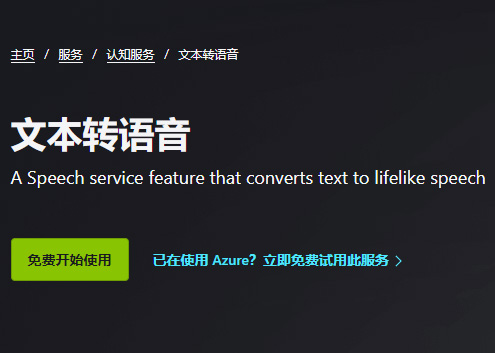 主页 / 服务 / 认知服务 / 文本转语音
文本转语音
A Speech service feature that converts text to lifelike speech
免费开始使用
已在使用 Azure？立即免费试用此服务 >